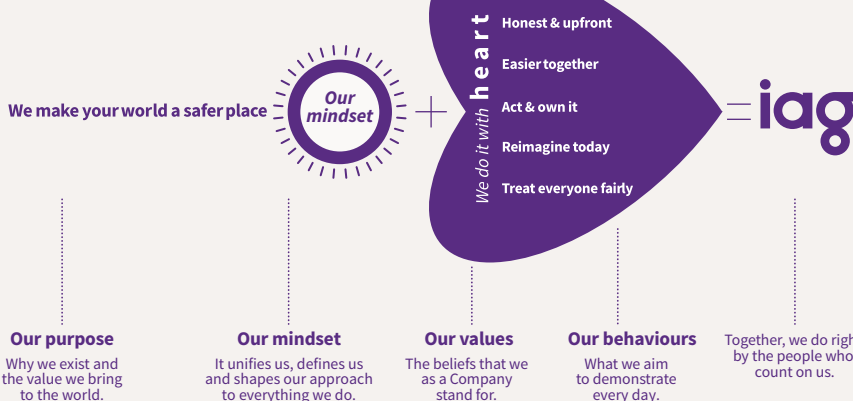 We make your world a safer place
Our
mindset
We do it with heart
Honest & upfront
Easier together
Act & own it
Reimagine today
Treat everyone fairly
iag
Our purpose
Why we exist and
the value we bring
to the world.
Our mindset
It unifies us, defines us
and shapes our approach
to everything we do.
Our values
The beliefs that we
as a Company
stand for.
Our behaviours
What we aim
to demonstrate
every day.
Together, we do righ
by the people who
count on us.